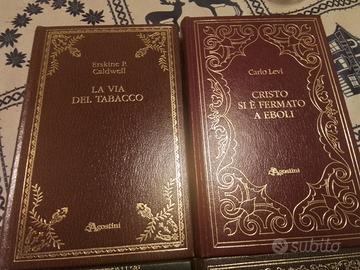 Erskine P.
Caldwell
LA VIA
DEL TABACCO
Agostini
Carlo Levi
CRISTO
SI È FERMATO
A EBOLI
Agostini
subito